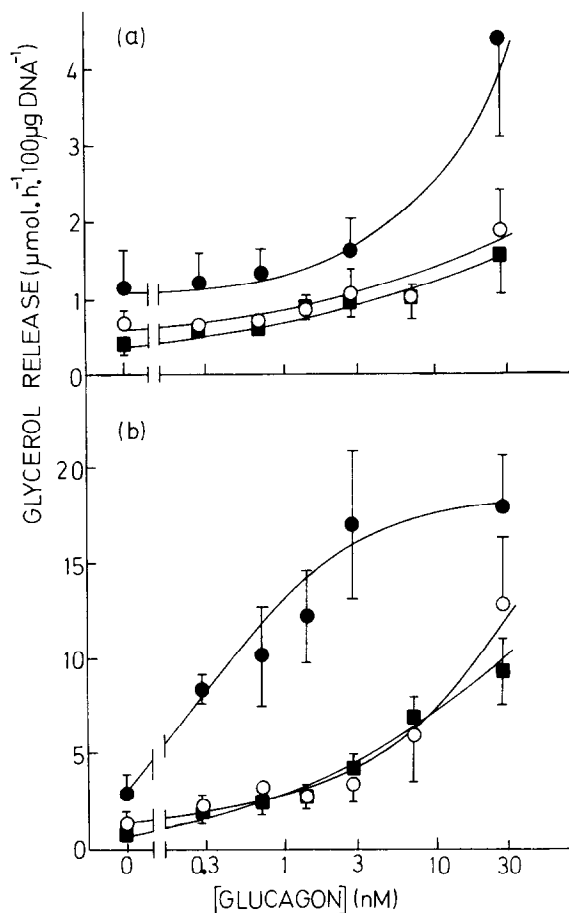 GLYCEROL RELEASE (μmol.h⁻¹.100μg DNA⁻¹)
(a)
4
3
2
1
0
(b)
20
15
10
5
0
0 0.3 1 3 10 30
[GLUCAGON] (nM)